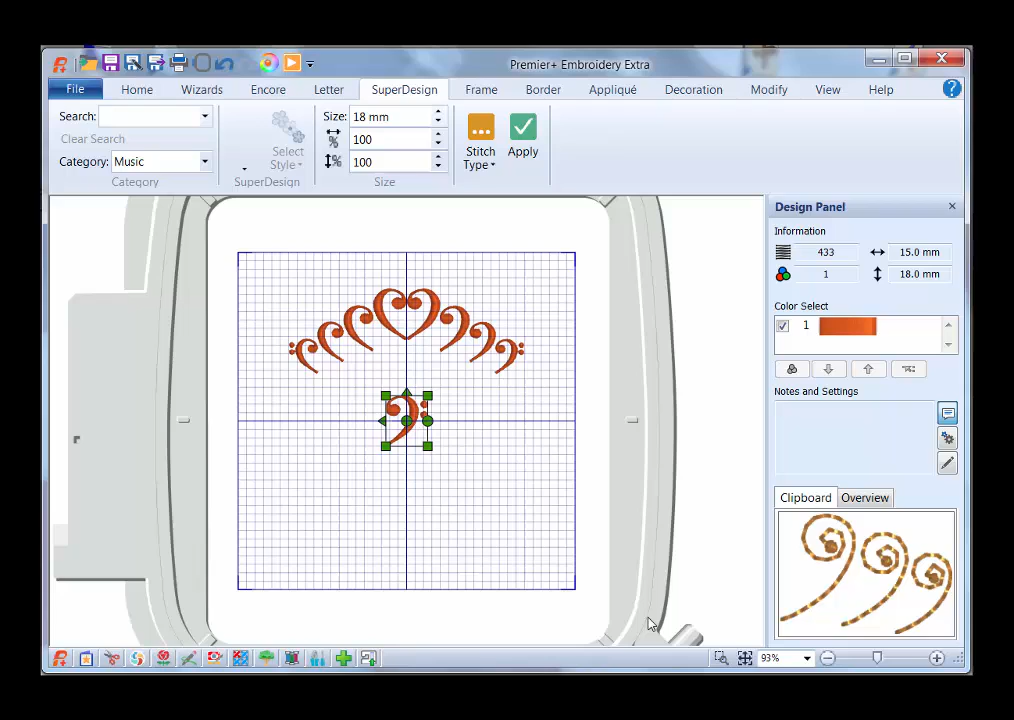 Premier+ Embroidery Extra
File Home Wizards Encore Letter SuperDesign Frame Border Appliqué Decoration Modify View Help
Search:
Clear Search
Category: Music
Category
Select Style
SuperDesign
Size: 18 mm
% 100
% 100
Size
Stitch Type
Apply
Design Panel
Information
433 15.0 mm
1 18.0 mm
Color Select
1
Notes and Settings
Clipboard Overview
93%